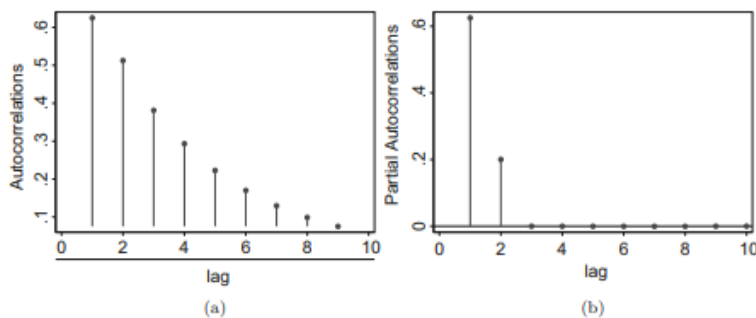 Autocorrelations
.1 .2 .3 .4 .5 .6
0 2 4 6 8 10
lag
(a)
Partial Autocorrelations
0 .2 .4 .6
0 2 4 6 8 10
lag
(b)